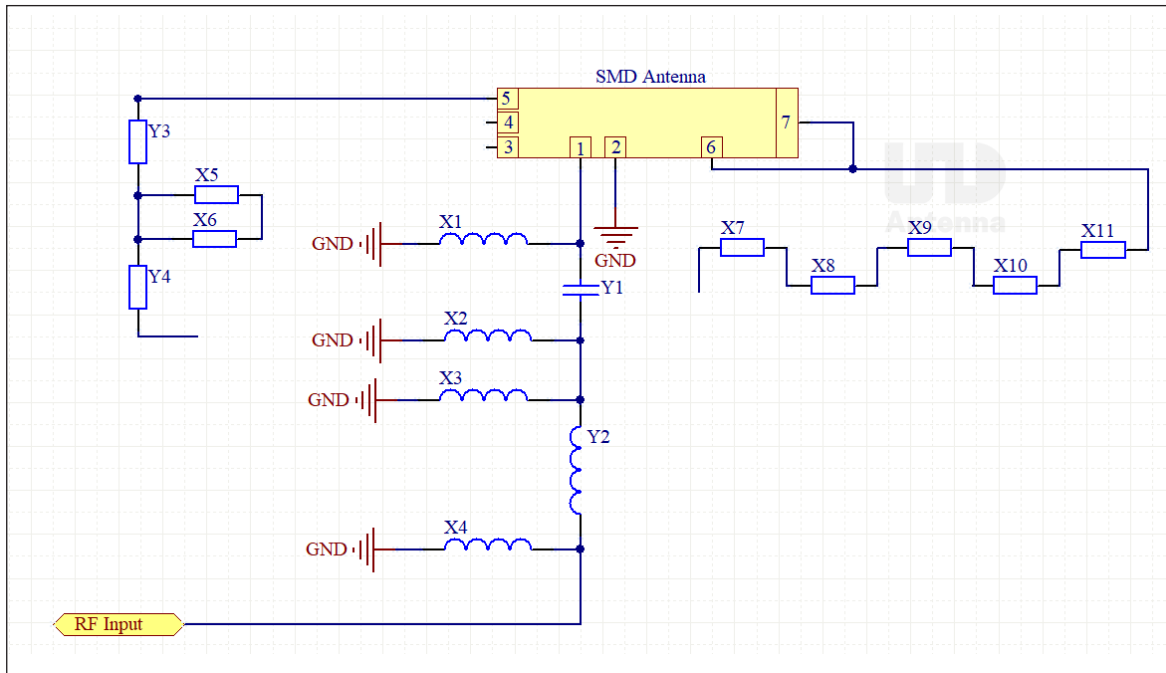 SMD Antenna
5
4
3
1
2
6
7
Y3
X5
X6
Y4
GND
X1
GND
Y1
X7
X8
X9
X10
X11
UND
Antenna
GND
X2
GND
X3
Y2
GND
X4
RF Input